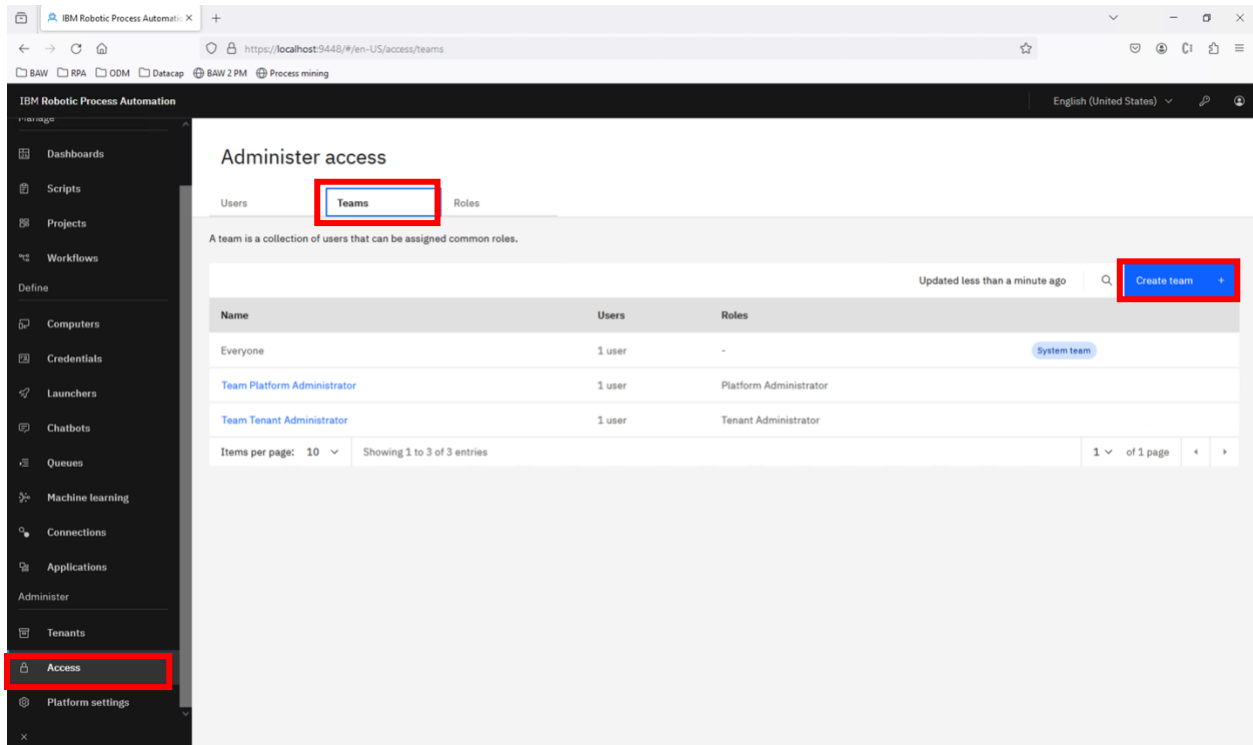 IBM Robotic Process Automatic
https://localhost:9448/#/en-US/access/teams
BAW RPA ODM Datacap BAW 2 PM Process mining
IBM Robotic Process Automation
English (United States)
Manage
Dashboards
Scripts
Projects
Workflows
Define
Computers
Credentials
Launchers
Chatbots
Queues
Machine learning
Connections
Applications
Administer
Tenants
Access
Platform settings
Administer access
Users Teams Roles
A team is a collection of users that can be assigned common roles.
Updated less than a minute ago Create team +
Name Users Roles
Everyone 1 user - System team
Team Platform Administrator 1 user Platform Administrator
Team Tenant Administrator 1 user Tenant Administrator
Items per page: 10 Showing 1 to 3 of 3 entries 1 of 1 page